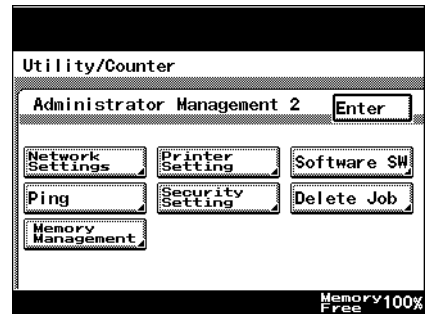 Utility/Counter
Administrator Management 2 Enter
Network Settings
Printer Setting
Software SW
Ping
Security Setting
Delete Job
Memory Management
Memory Free 100%